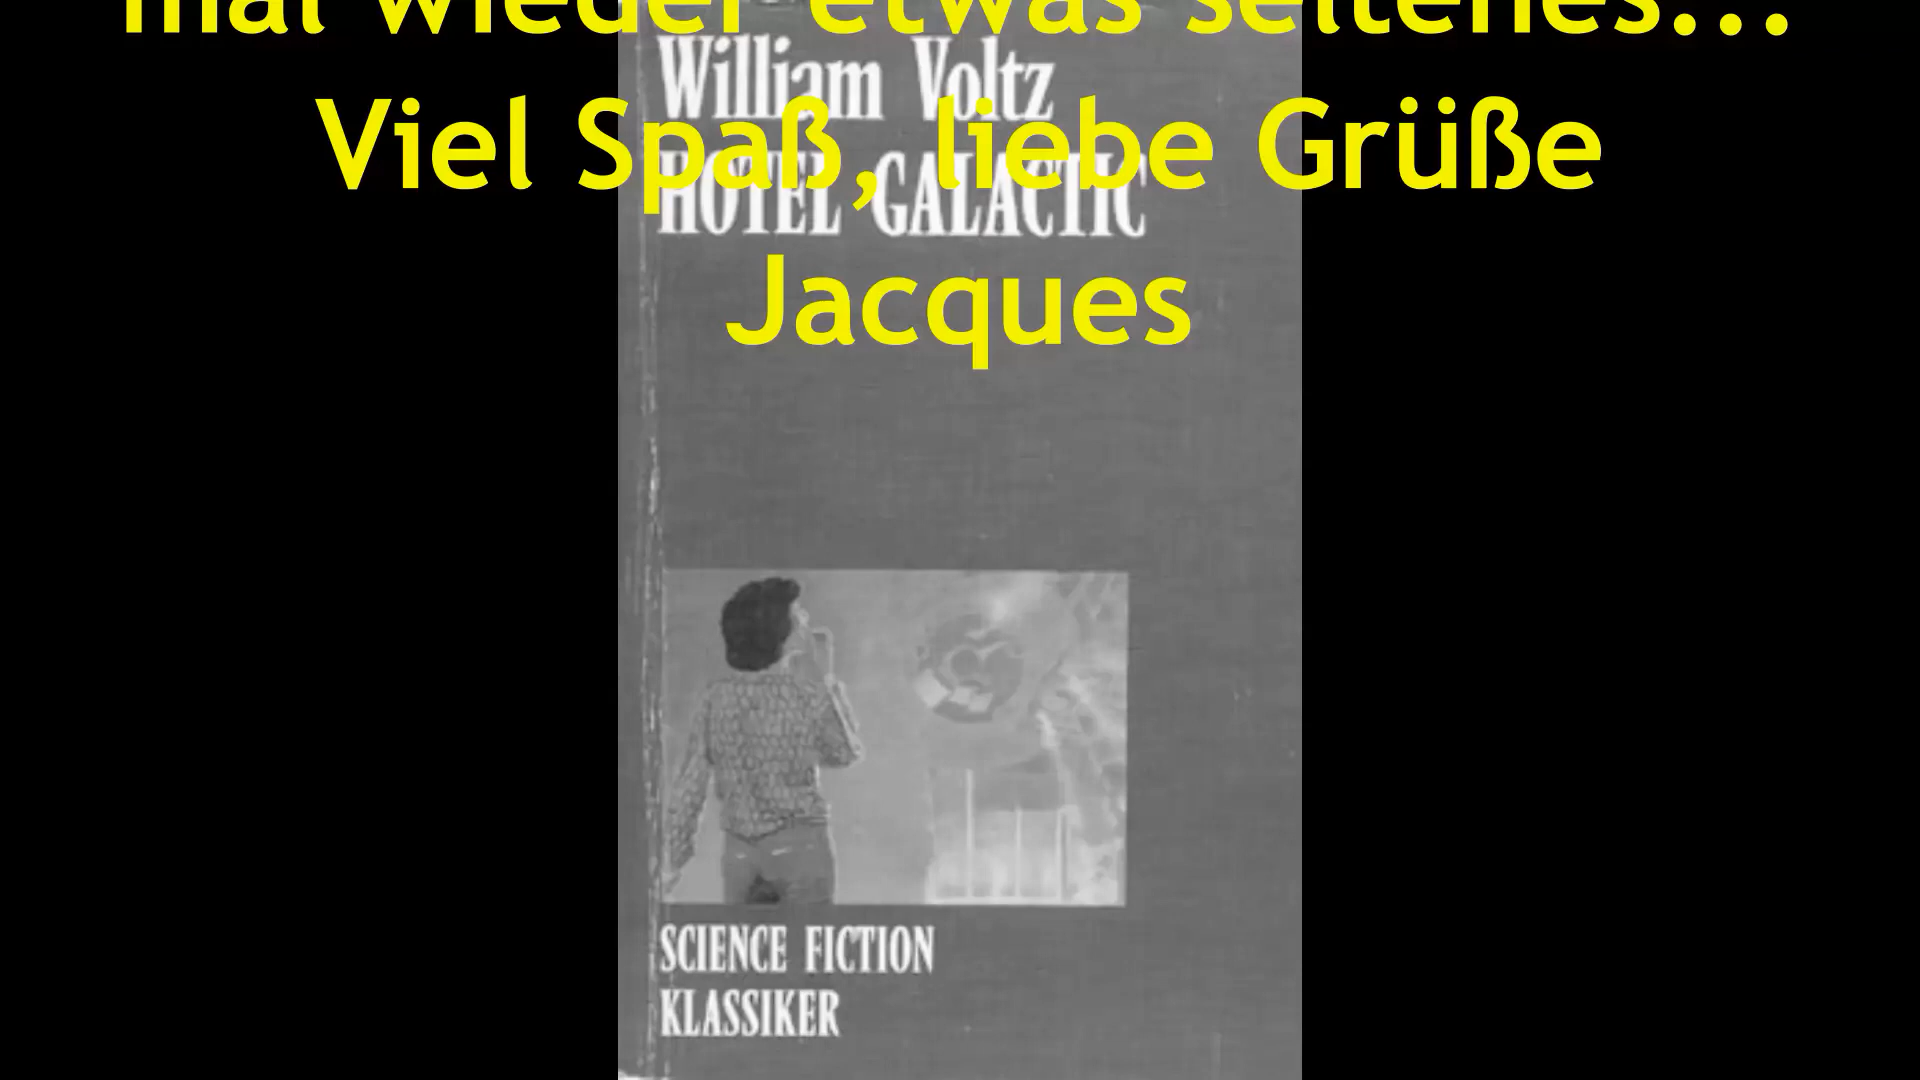 mal wieder etwas seltenes...
William Voltz
Viel Spaß, liebe Grüße
HOTEL GALACTIC
Jacques
SCIENCE FICTION
KLASSIKER